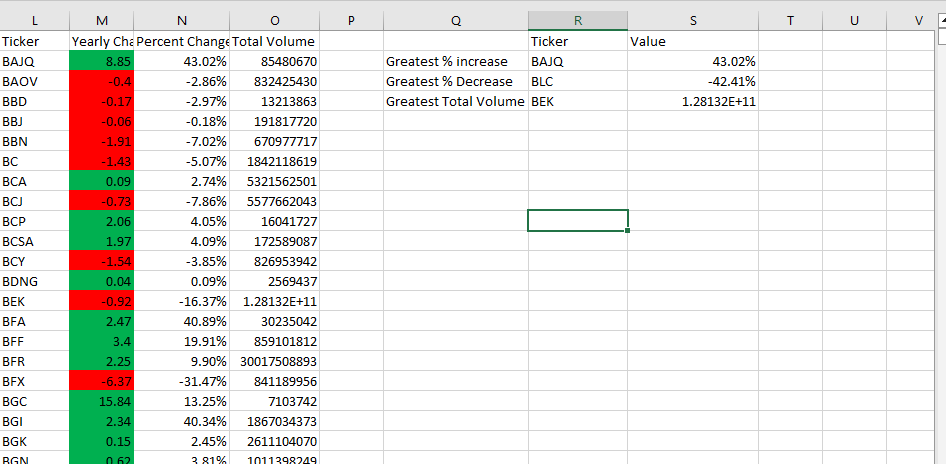 L M N O P Q R S T U V
Ticker Yearly Cha Percent Change Total Volume Ticker Value
BAJQ 8.85 43.02% 85480670 Greatest % increase BAJQ 43.02%
BAOV -0.4 -2.86% 832425430 Greatest % Decrease BLC -42.41%
BBD -0.17 -2.97% 13213863 Greatest Total Volume BEK 1.28132E+11
BBJ -0.06 -0.18% 191817720
BBN -1.91 -7.02% 670977717
BC -1.43 -5.07% 1842118619
BCA 0.09 2.74% 5321562501
BCJ -0.73 -7.86% 5577662043
BCP 2.06 4.05% 16041727
BCSA 1.97 4.09% 172589087
BCY -1.54 -3.85% 826953942
BDNG 0.04 0.09% 2569437
BEK -0.92 -16.37% 1.28132E+11
BFA 2.47 40.89% 30235042
BFF 3.4 19.91% 859101812
BFR 2.25 9.90% 30017508893
BFX -6.37 -31.47% 841189956
BGC 15.84 13.25% 7103742
BGI 2.34 40.34% 1867034373
BGK 0.15 2.45% 2611104070
BGN 0.62 3.81% 1011398249